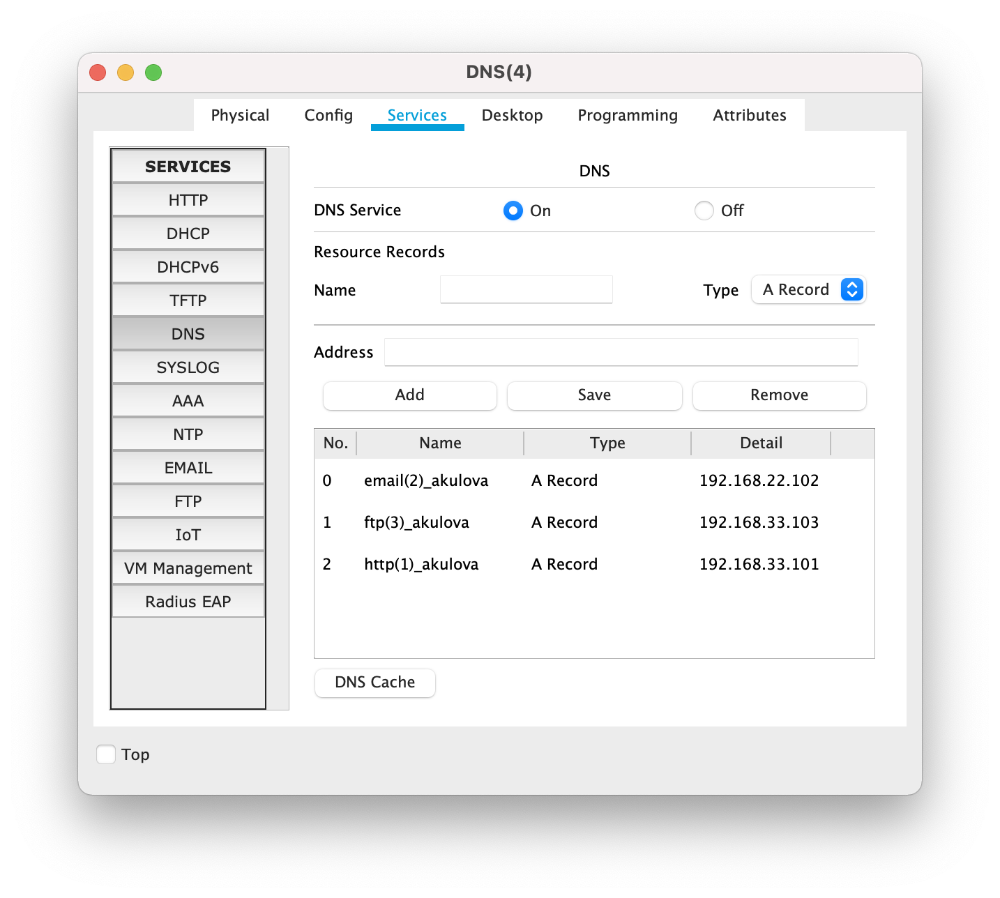 DNS(4)
Physical Config Services Desktop Programming Attributes
SERVICES
HTTP
DHCP
DHCPv6
TFTP
DNS
SYSLOG
AAA
NTP
EMAIL
FTP
IoT
VM Management
Radius EAP
DNS
DNS Service On Off
Resource Records
Name Type A Record
Address
Add Save Remove
No. Name Type Detail
0 email(2)_akulova A Record 192.168.22.102
1 ftp(3)_akulova A Record 192.168.33.103
2 http(1)_akulova A Record 192.168.33.101
DNS Cache
Top